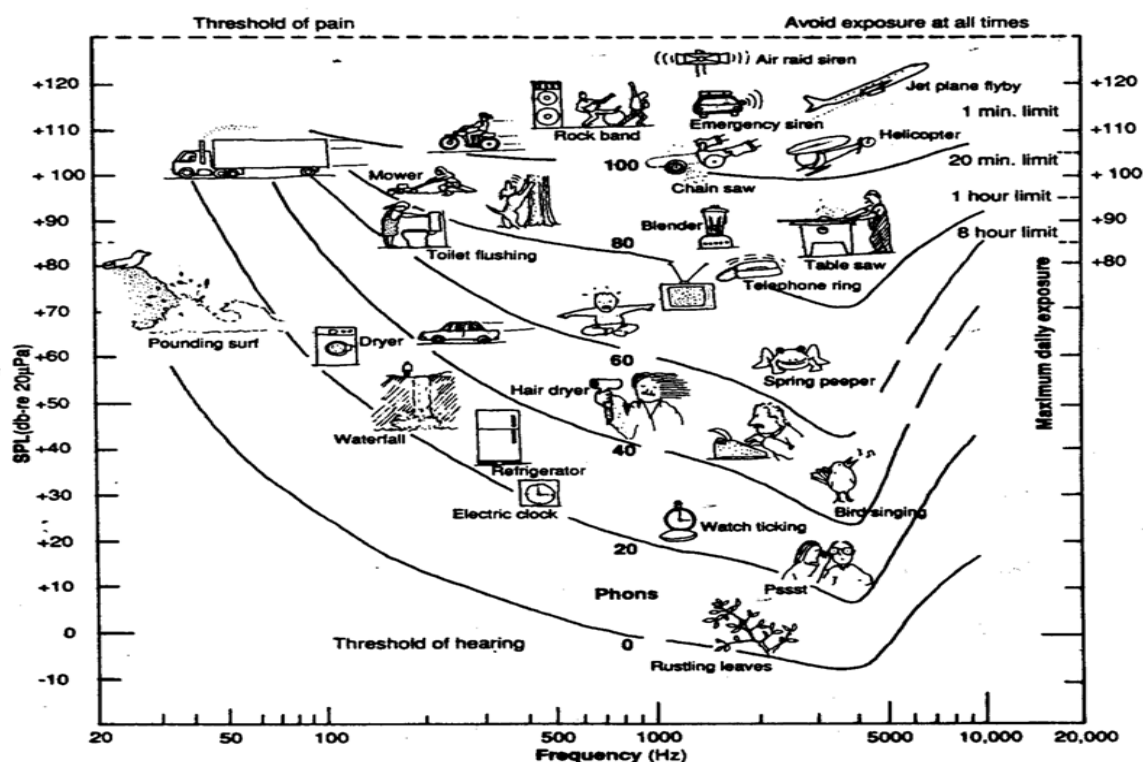 Threshold of pain
Avoid exposure at all times
+120
+110
+ 100
+90
+80
+70
+60
+50
+40
+30
+20
+10
0
-10
SPL(db-re 20µPa)
Air raid siren
+120
Jet plane flyby
1 min. limit
Rock band
Emergency siren
+110
Helicopter
20 min. limit
100
Chain saw
+ 100
Mower
1 hour limit
Blender
+90
8 hour limit
80
Toilet flushing
Table saw
+80
Telephone ring
Maximum daily exposure
Pounding surf
Dryer
60
Spring peeper
Hair dryer
Waterfall
40
Refrigerator
Bird singing
Electric clock
Watch ticking
20
Pssst
Phons
Threshold of hearing
0
Rustling leaves
20
50
100
200
500
1000
2000
5000
10,000
20,000
Frequency (Hz)